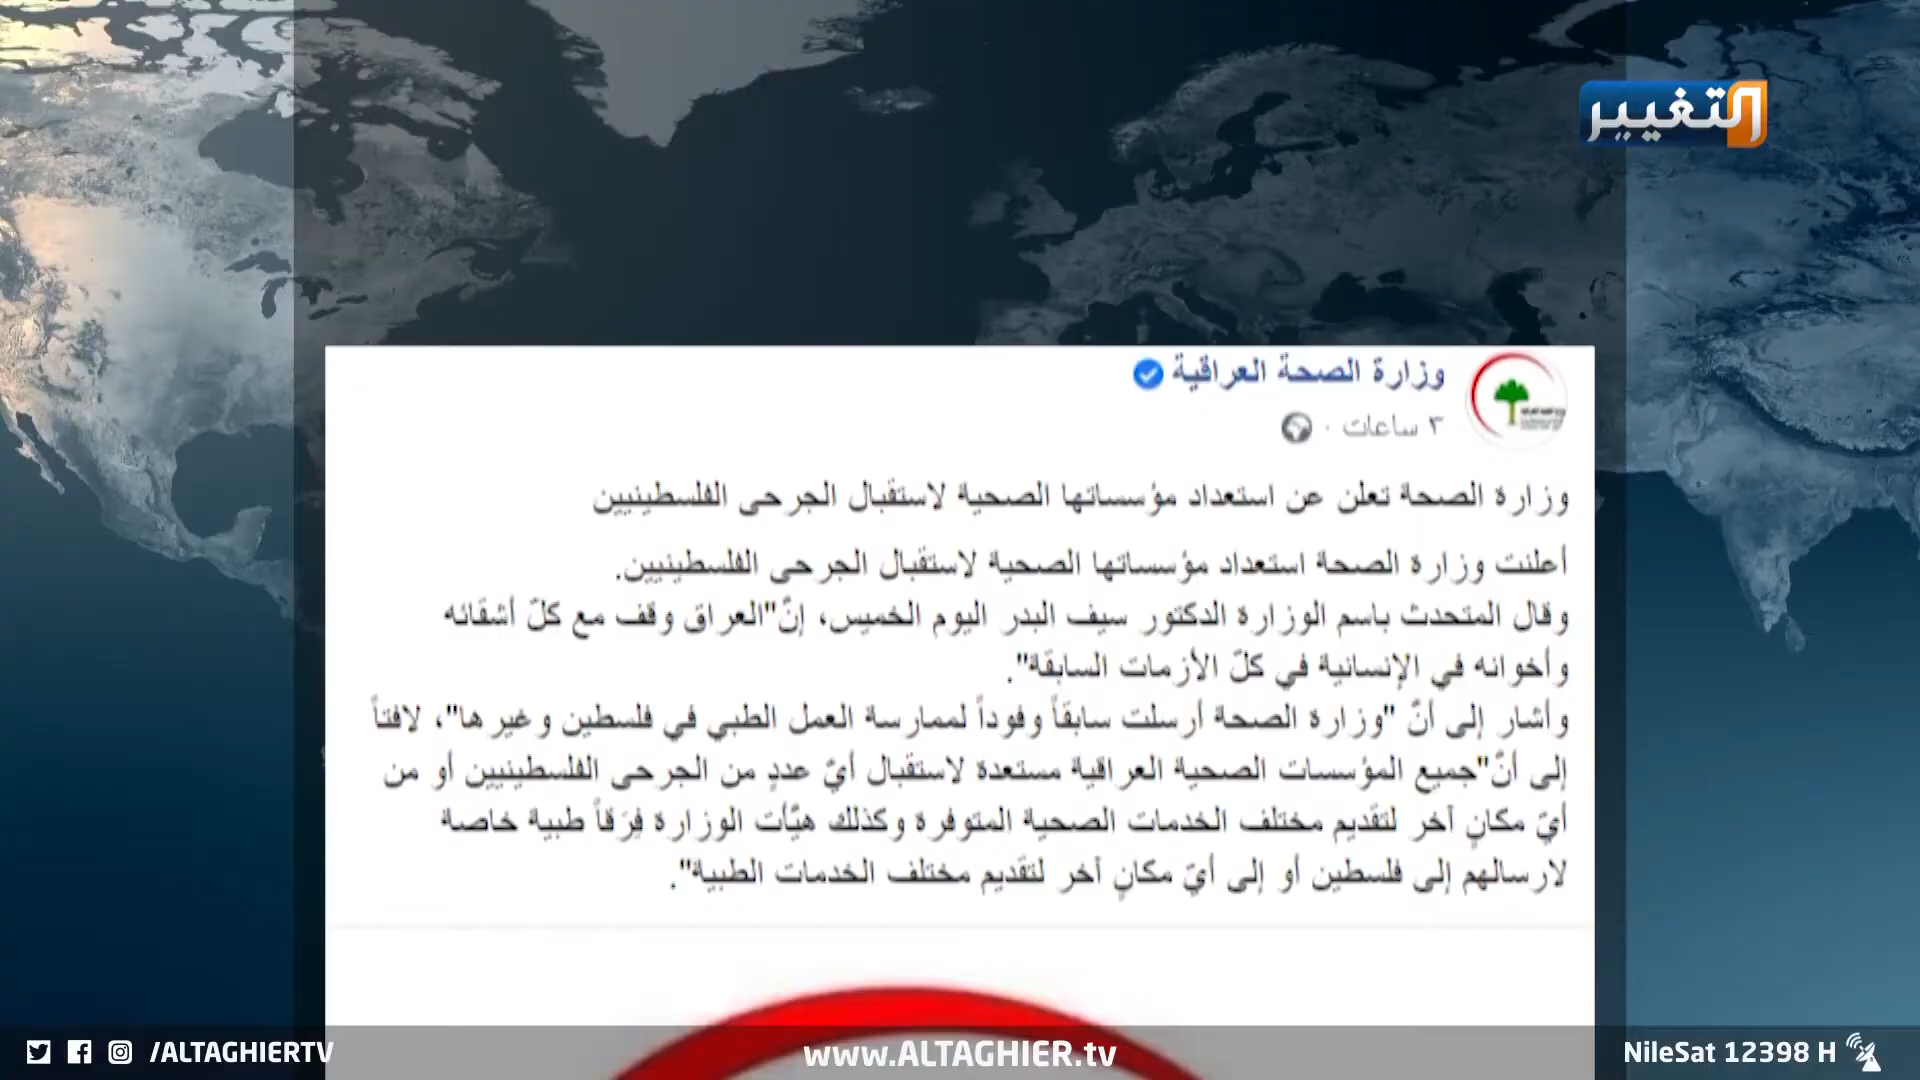 التغيير
وزارة الصحة العراقية
٣ ساعات ·
وزارة الصحة تعلن عن استعداد مؤسساتها الصحية لاستقبال الجرحى الفلسطينيين
أعلنت وزارة الصحة استعداد مؤسساتها الصحية لاستقبال الجرحى الفلسطينيين.
وقال المتحدث باسم الوزارة الدكتور سيف البدر اليوم الخميس، إنّ"العراق وقف مع كلّ أشقائه
وأخوانه في الإنسانية في كلّ الأزمات السابقة".
وأشار إلى أنّ "وزارة الصحة أرسلت سابقاً وفوداً لممارسة العمل الطبي في فلسطين وغيرها"، لافتاً
إلى أنّ"جميع المؤسسات الصحية العراقية مستعدة لاستقبال أيّ عددٍ من الجرحى الفلسطينيين أو من
أيّ مكانٍ آخر لتقديم مختلف الخدمات الصحية المتوفرة وكذلك هيَّأت الوزارة فِرَقاً طبية خاصة
لارسالهم إلى فلسطين أو إلى أيّ مكانٍ آخر لتقديم مختلف الخدمات الطبية".
/ALTAGHIERTV
www.ALTAGHIER.tv
NileSat 12398 H